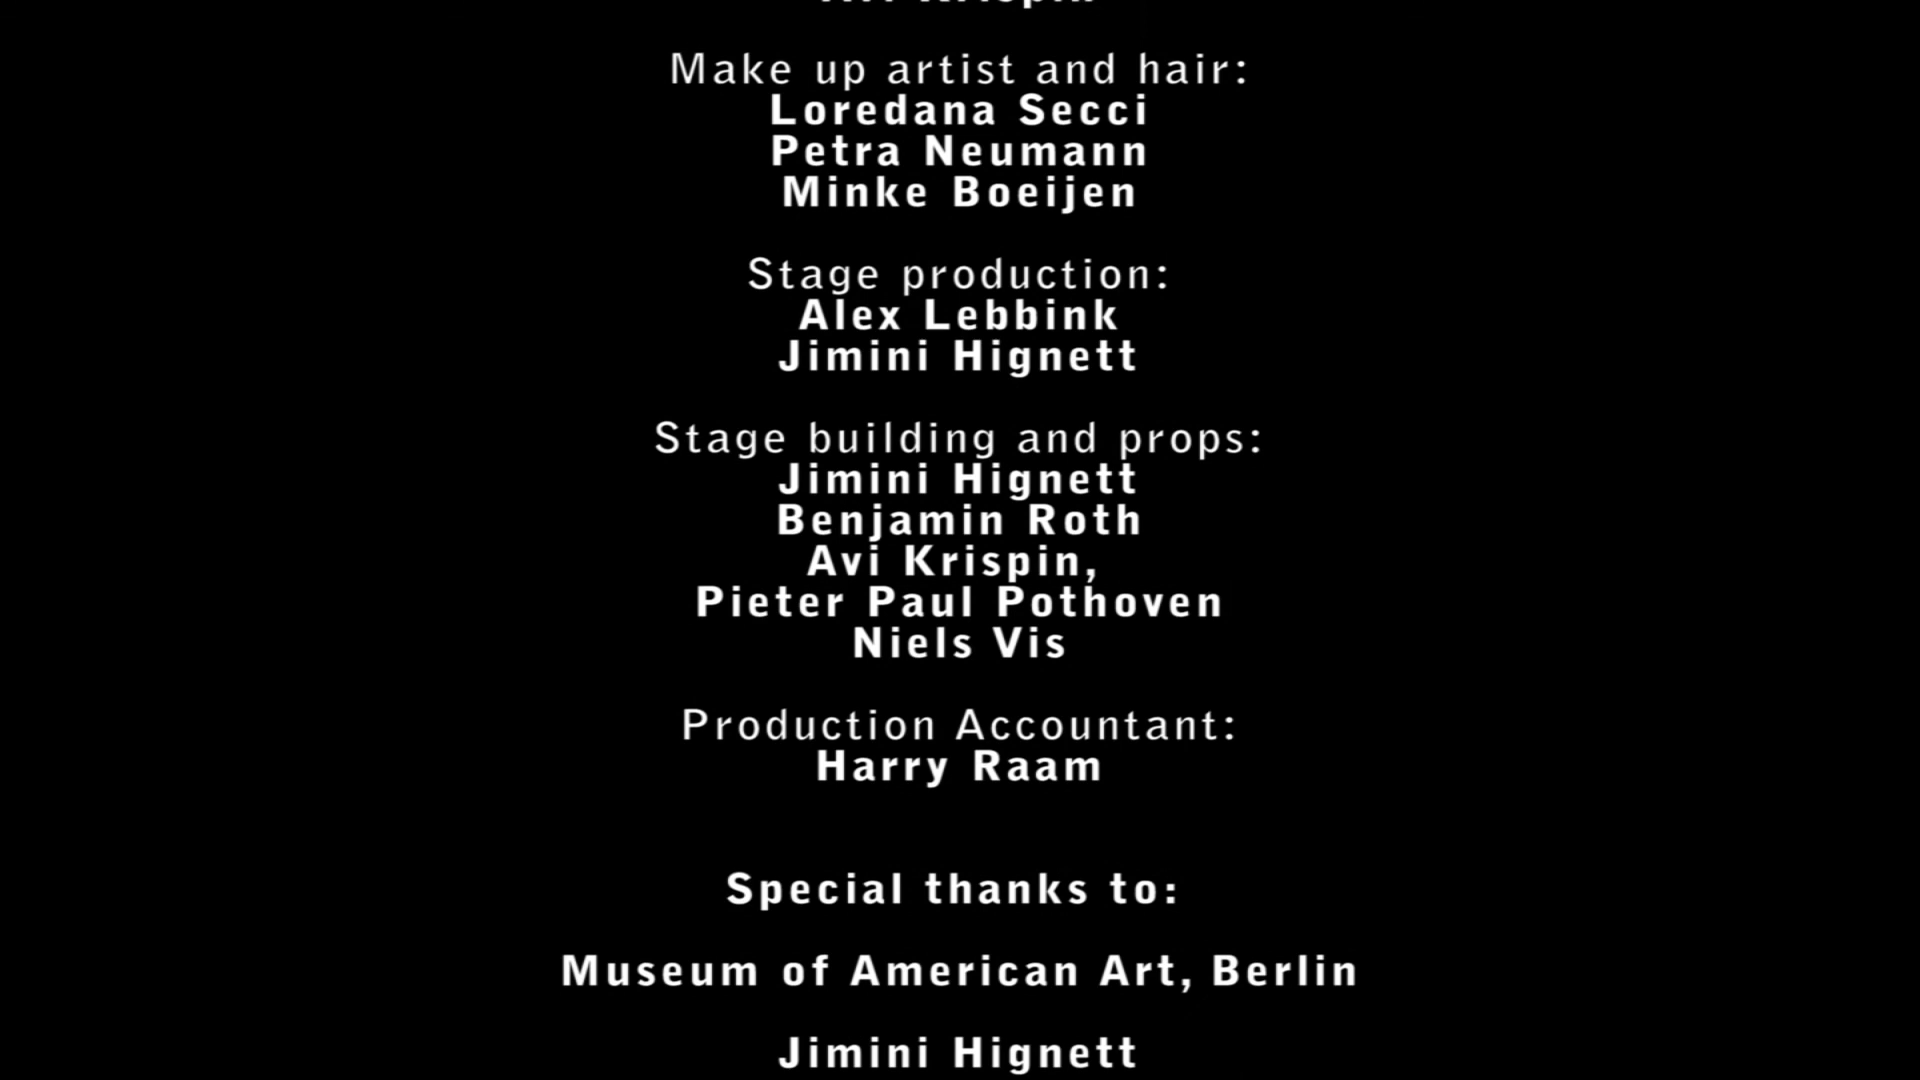 Avi Krispin
Make up artist and hair:
Loredana Secci
Petra Neumann
Minke Boeijen
Stage production:
Alex Lebbink
Jimini Hignett
Stage building and props:
Jimini Hignett
Benjamin Roth
Avi Krispin,
Pieter Paul Pothoven
Niels Vis
Production Accountant:
Harry Raam
Special thanks to:
Museum of American Art, Berlin
Jimini Hignett